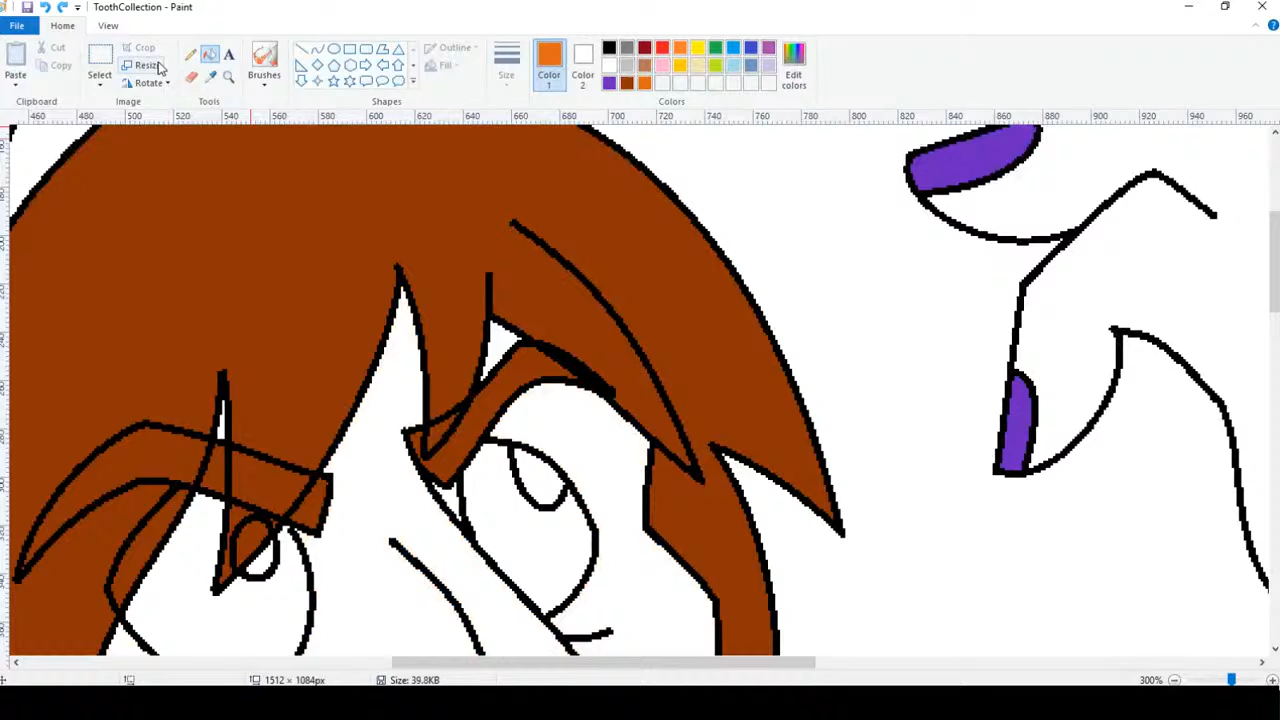 ToothCollection - Paint
File Home View
Paste
Cut
Copy
Clipboard
Select
Crop
Resize
Rotate
Image
A
Tools
Brushes
Outline
Fill
Shapes
Size
Color 1
Color 2
Edit colors
Colors
460 480 500 520 540 560 580 600 620 640 660 680 700 720 740 760 780 800 820 840 860 880 900 920 940 960
1512 × 1084px Size: 39.8KB 300%